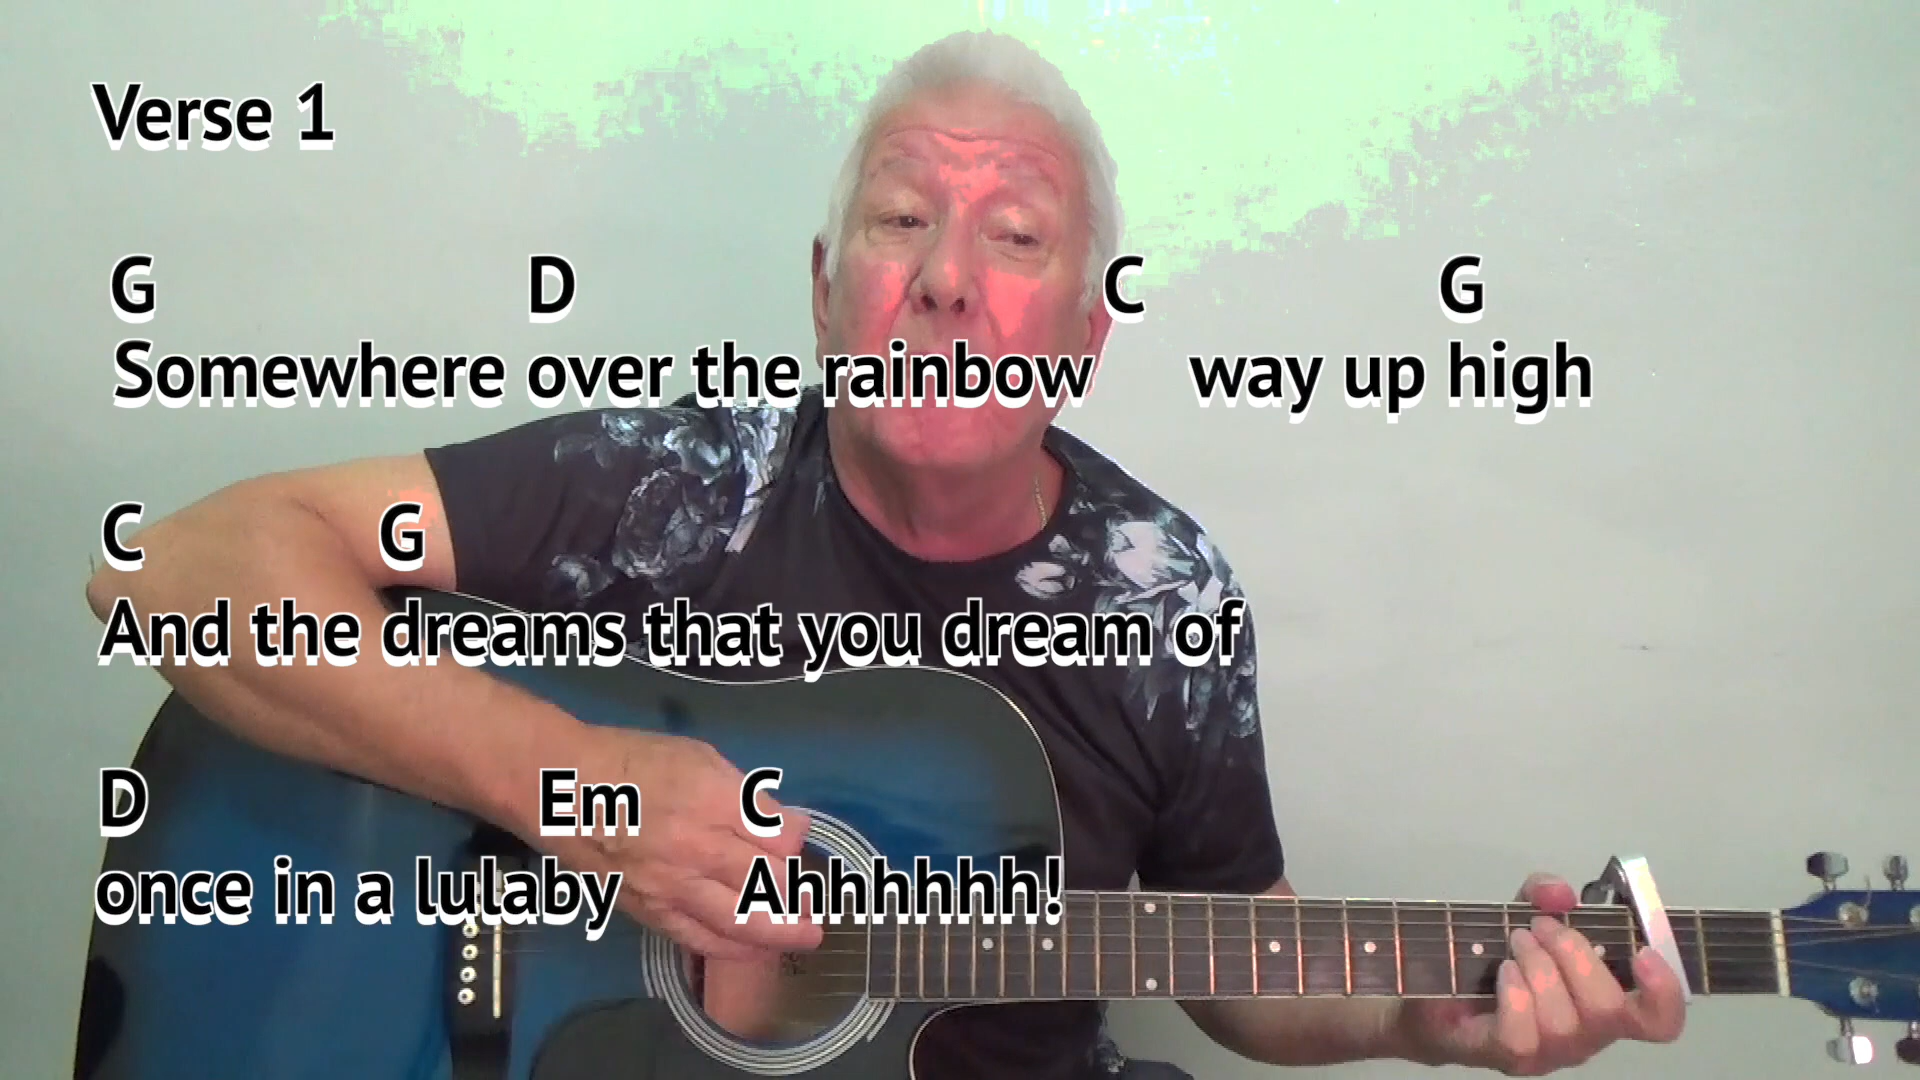 Verse 1
G D C G
Somewhere over the rainbow way up high
C G
And the dreams that you dream of
D Em C
once in a lulaby Ahhhhhh!